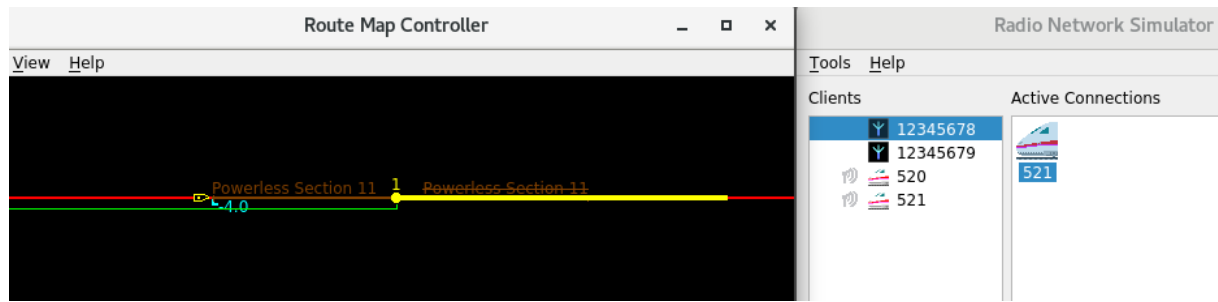 Route Map Controller
View Help
Powerless Section 11 1 Powerless Section 11
-4.0
Radio Network Simulator
Tools Help
Clients Active Connections
12345678
12345679
520
521
521